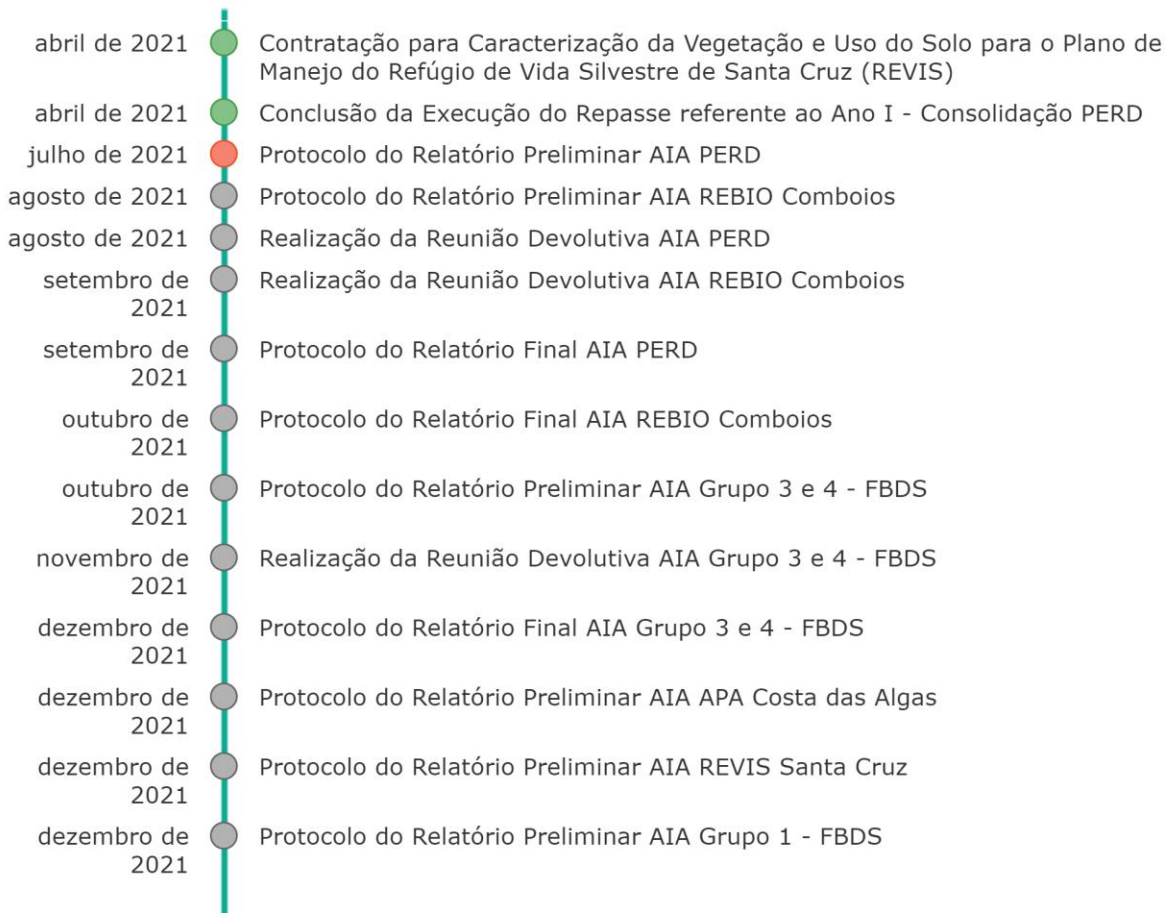 abril de 2021 Contratação para Caracterização da Vegetação e Uso do Solo para o Plano de
Manejo do Refúgio de Vida Silvestre de Santa Cruz (REVIS)
abril de 2021 Conclusão da Execução do Repasse referente ao Ano I - Consolidação PERD
julho de 2021 Protocolo do Relatório Preliminar AIA PERD
agosto de 2021 Protocolo do Relatório Preliminar AIA REBIO Comboios
agosto de 2021 Realização da Reunião Devolutiva AIA PERD
setembro de Realização da Reunião Devolutiva AIA REBIO Comboios
2021
setembro de Protocolo do Relatório Final AIA PERD
2021
outubro de Protocolo do Relatório Final AIA REBIO Comboios
2021
outubro de Protocolo do Relatório Preliminar AIA Grupo 3 e 4 - FBDS
2021
novembro de Realização da Reunião Devolutiva AIA Grupo 3 e 4 - FBDS
2021
dezembro de Protocolo do Relatório Final AIA Grupo 3 e 4 - FBDS
2021
dezembro de Protocolo do Relatório Preliminar AIA APA Costa das Algas
2021
dezembro de Protocolo do Relatório Preliminar AIA REVIS Santa Cruz
2021
dezembro de Protocolo do Relatório Preliminar AIA Grupo 1 - FBDS
2021